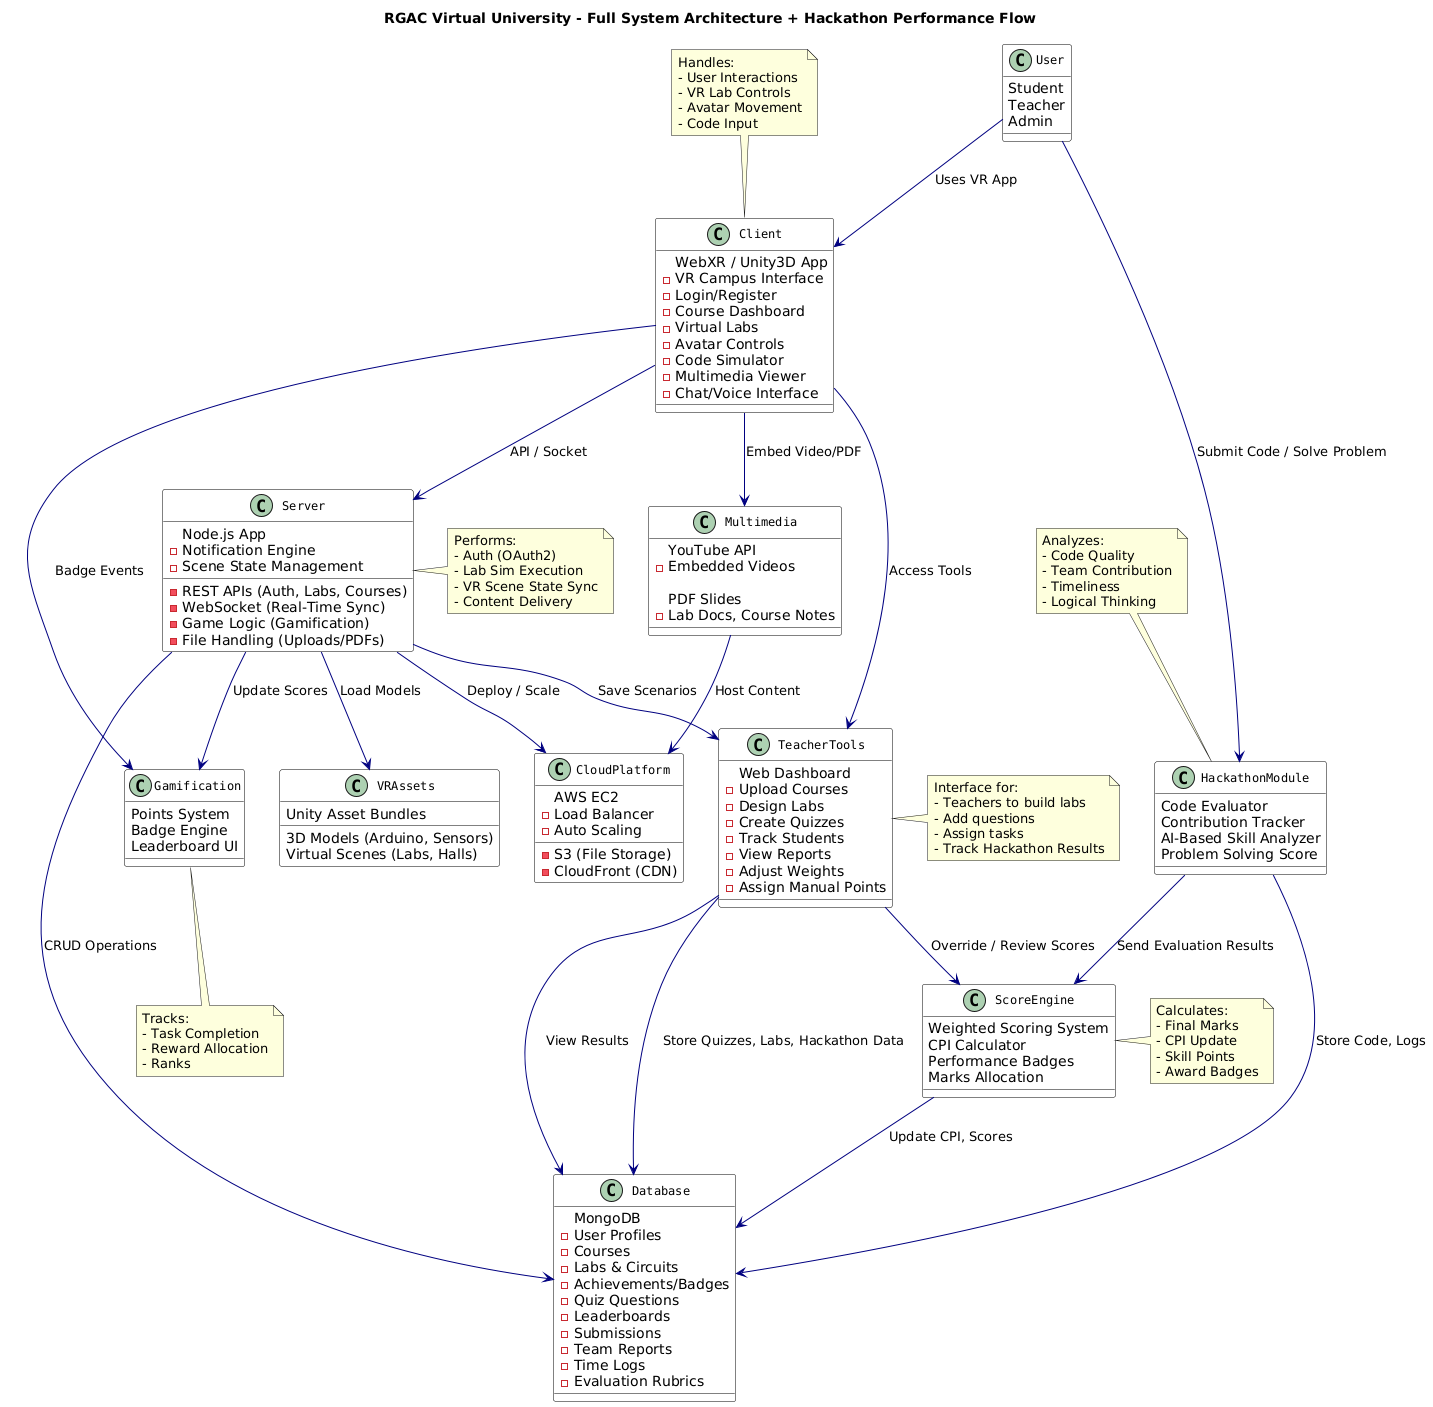 RGAC Virtual University - Full System Architecture + Hackathon Performance Flow
Handles:
- User Interactions
- VR Lab Controls
- Avatar Movement
- Code Input
C User
Student
Teacher
Admin
Uses VR App
C Client
WebXR / Unity3D App
VR Campus Interface
Login/Register
Course Dashboard
Virtual Labs
Avatar Controls
Code Simulator
Multimedia Viewer
Chat/Voice Interface
API / Socket
Embed Video/PDF
Submit Code / Solve Problem
C Server
Node.js App
Notification Engine
Scene State Management
REST APIs (Auth, Labs, Courses)
WebSocket (Real-Time Sync)
Game Logic (Gamification)
File Handling (Uploads/PDFs)
Performs:
- Auth (OAuth2)
- Lab Sim Execution
- VR Scene State Sync
- Content Delivery
C Multimedia
YouTube API
Embedded Videos
PDF Slides
Lab Docs, Course Notes
Analyzes:
- Code Quality
- Team Contribution
- Timeliness
- Logical Thinking
Badge Events
Access Tools
Update Scores
Load Models
Deploy / Scale
Save Scenarios
Host Content
C Gamification
Points System
Badge Engine
Leaderboard UI
C VRAssets
Unity Asset Bundles
3D Models (Arduino, Sensors)
Virtual Scenes (Labs, Halls)
C CloudPlatform
AWS EC2
Load Balancer
Auto Scaling
S3 (File Storage)
CloudFront (CDN)
C TeacherTools
Web Dashboard
Upload Courses
Design Labs
Create Quizzes
Track Students
View Reports
Adjust Weights
Assign Manual Points
Interface for:
- Teachers to build labs
- Add questions
- Assign tasks
- Track Hackathon Results
C HackathonModule
Code Evaluator
Contribution Tracker
AI-Based Skill Analyzer
Problem Solving Score
CRUD Operations
Override / Review Scores
Send Evaluation Results
Tracks:
- Task Completion
- Reward Allocation
- Ranks
View Results
Store Quizzes, Labs, Hackathon Data
C ScoreEngine
Weighted Scoring System
CPI Calculator
Performance Badges
Marks Allocation
Calculates:
- Final Marks
- CPI Update
- Skill Points
- Award Badges
Store Code, Logs
Update CPI, Scores
C Database
MongoDB
User Profiles
Courses
Labs & Circuits
Achievements/Badges
Quiz Questions
Leaderboards
Submissions
Team Reports
Time Logs
Evaluation Rubrics